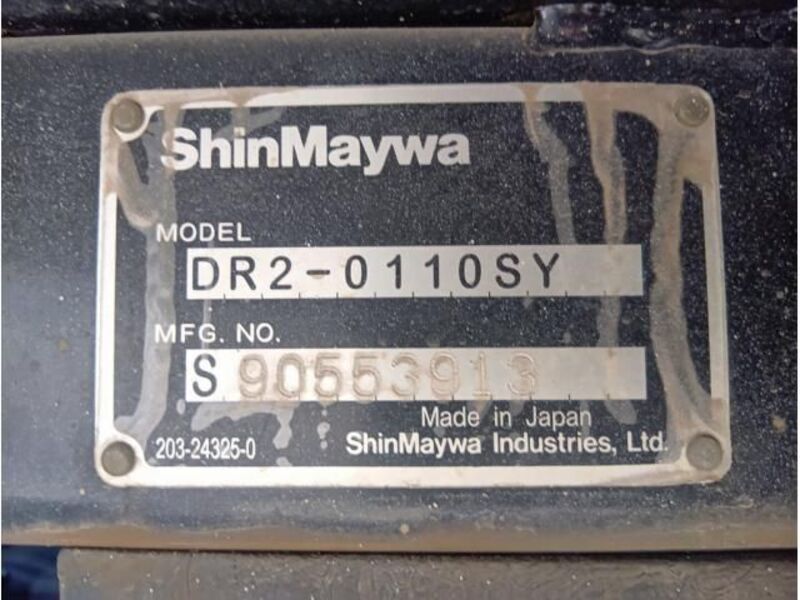 ShinMaywa
MODEL
DR2-0110SY
MFG. NO.
S 90553913
Made in Japan
203-24325-0 ShinMaywa Industries, Ltd.